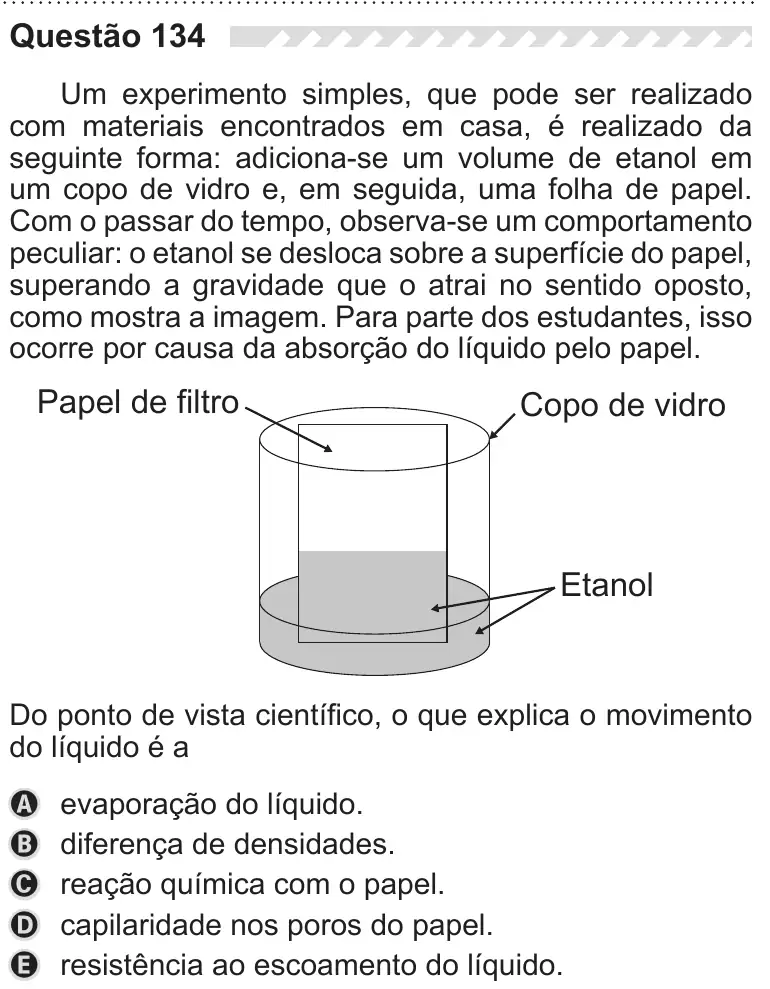 Questão 134
Um experimento simples, que pode ser realizado
com materiais encontrados em casa, é realizado da
seguinte forma: adiciona-se um volume de etanol em
um copo de vidro e, em seguida, uma folha de papel.
Com o passar do tempo, observa-se um comportamento
peculiar: o etanol se desloca sobre a superfície do papel,
superando a gravidade que o atrai no sentido oposto,
como mostra a imagem. Para parte dos estudantes, isso
ocorre por causa da absorção do líquido pelo papel.
Papel de filtro
Copo de vidro
Etanol
Do ponto de vista científico, o que explica o movimento
do líquido é a
A evaporação do líquido.
B diferença de densidades.
C reação química com o papel.
D capilaridade nos poros do papel.
E resistência ao escoamento do líquido.